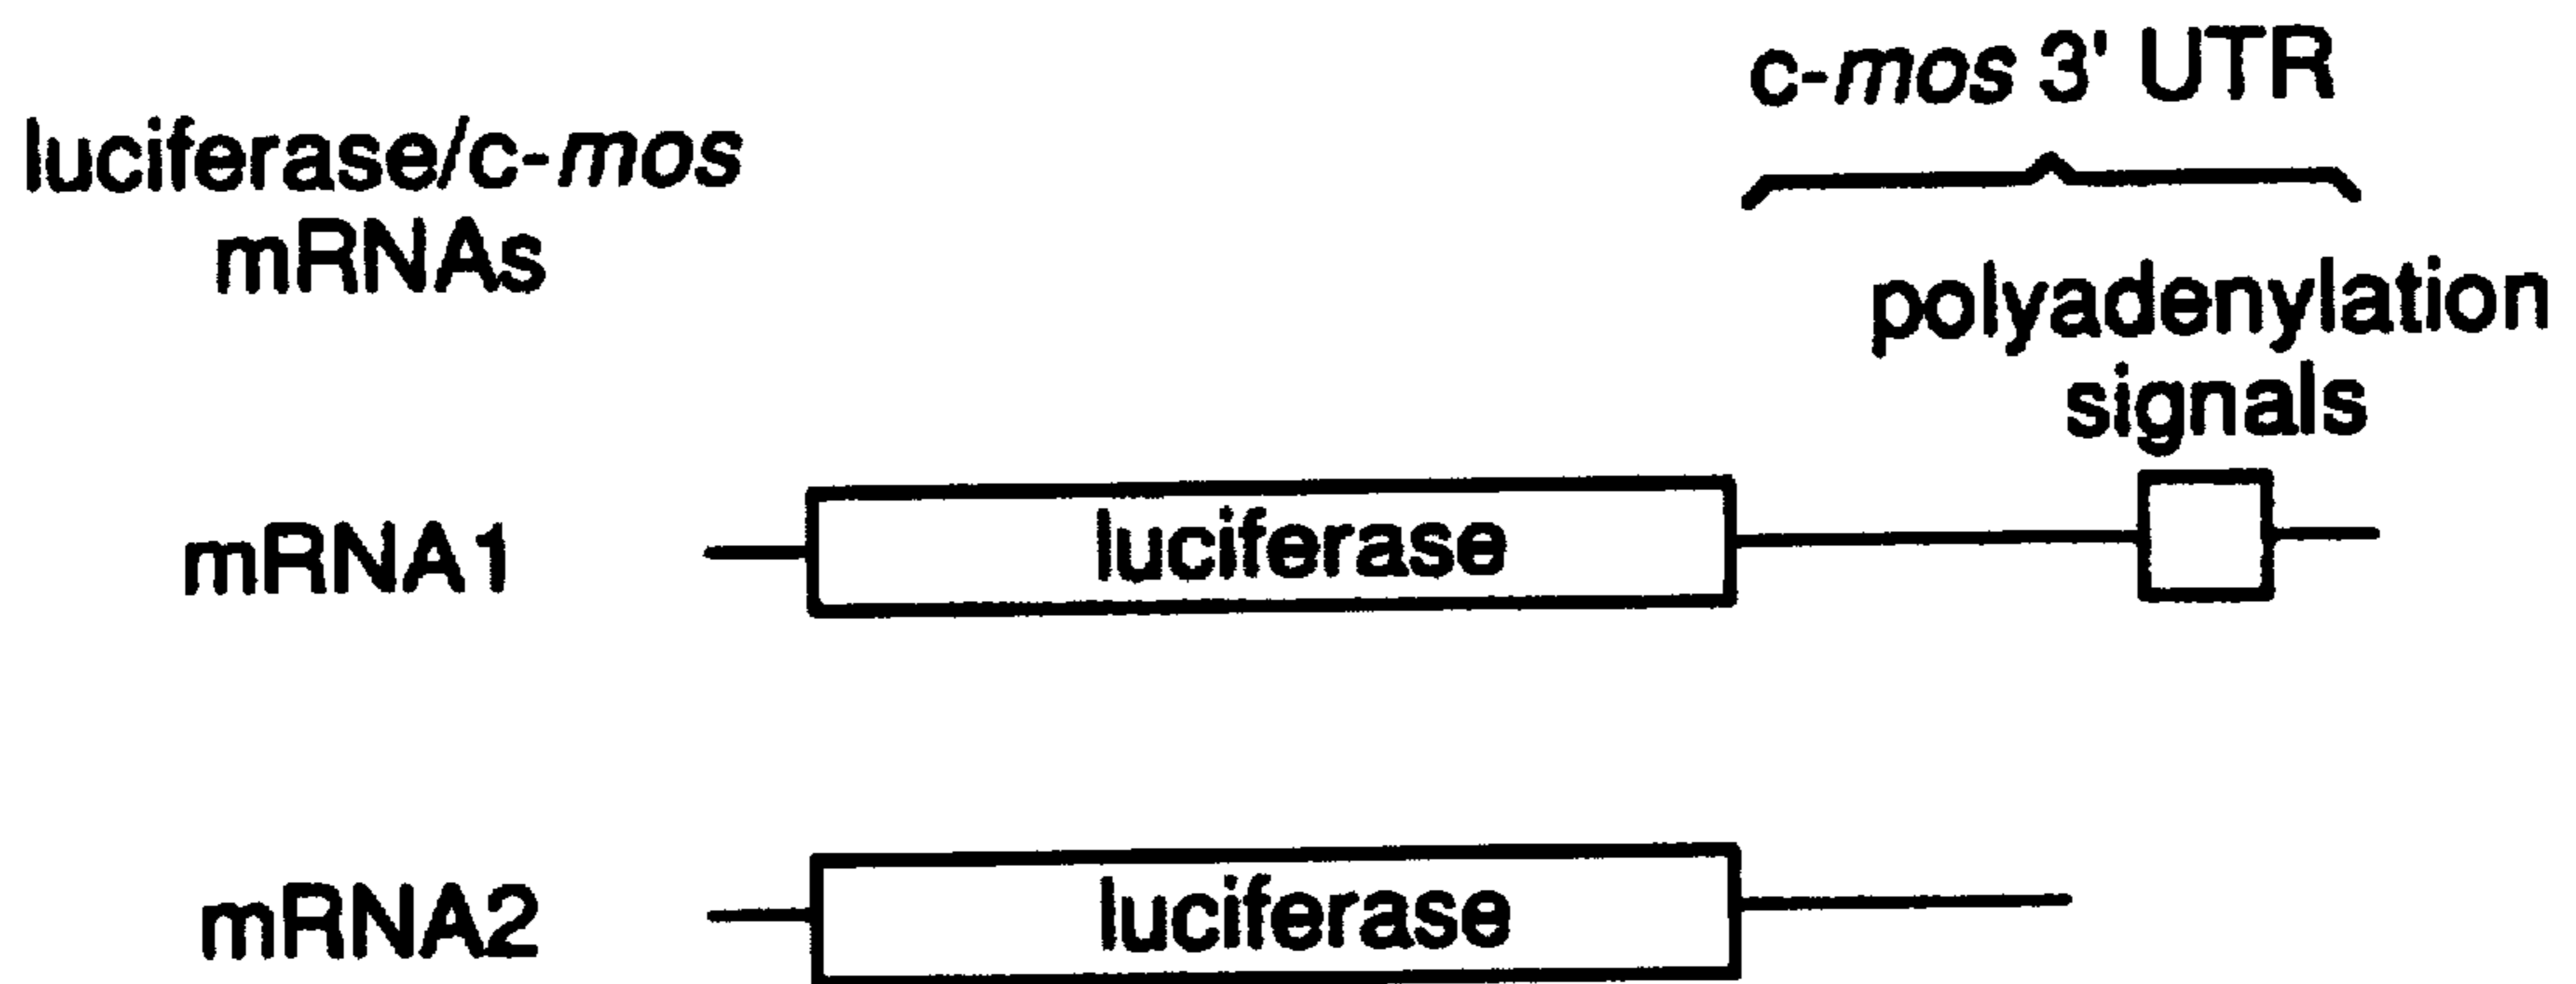 c-mos 3' UTR
luciferase/c-mos
mRNAs
polyadenylation
signals
mRNA1
luciferase
mRNA2
luciferase